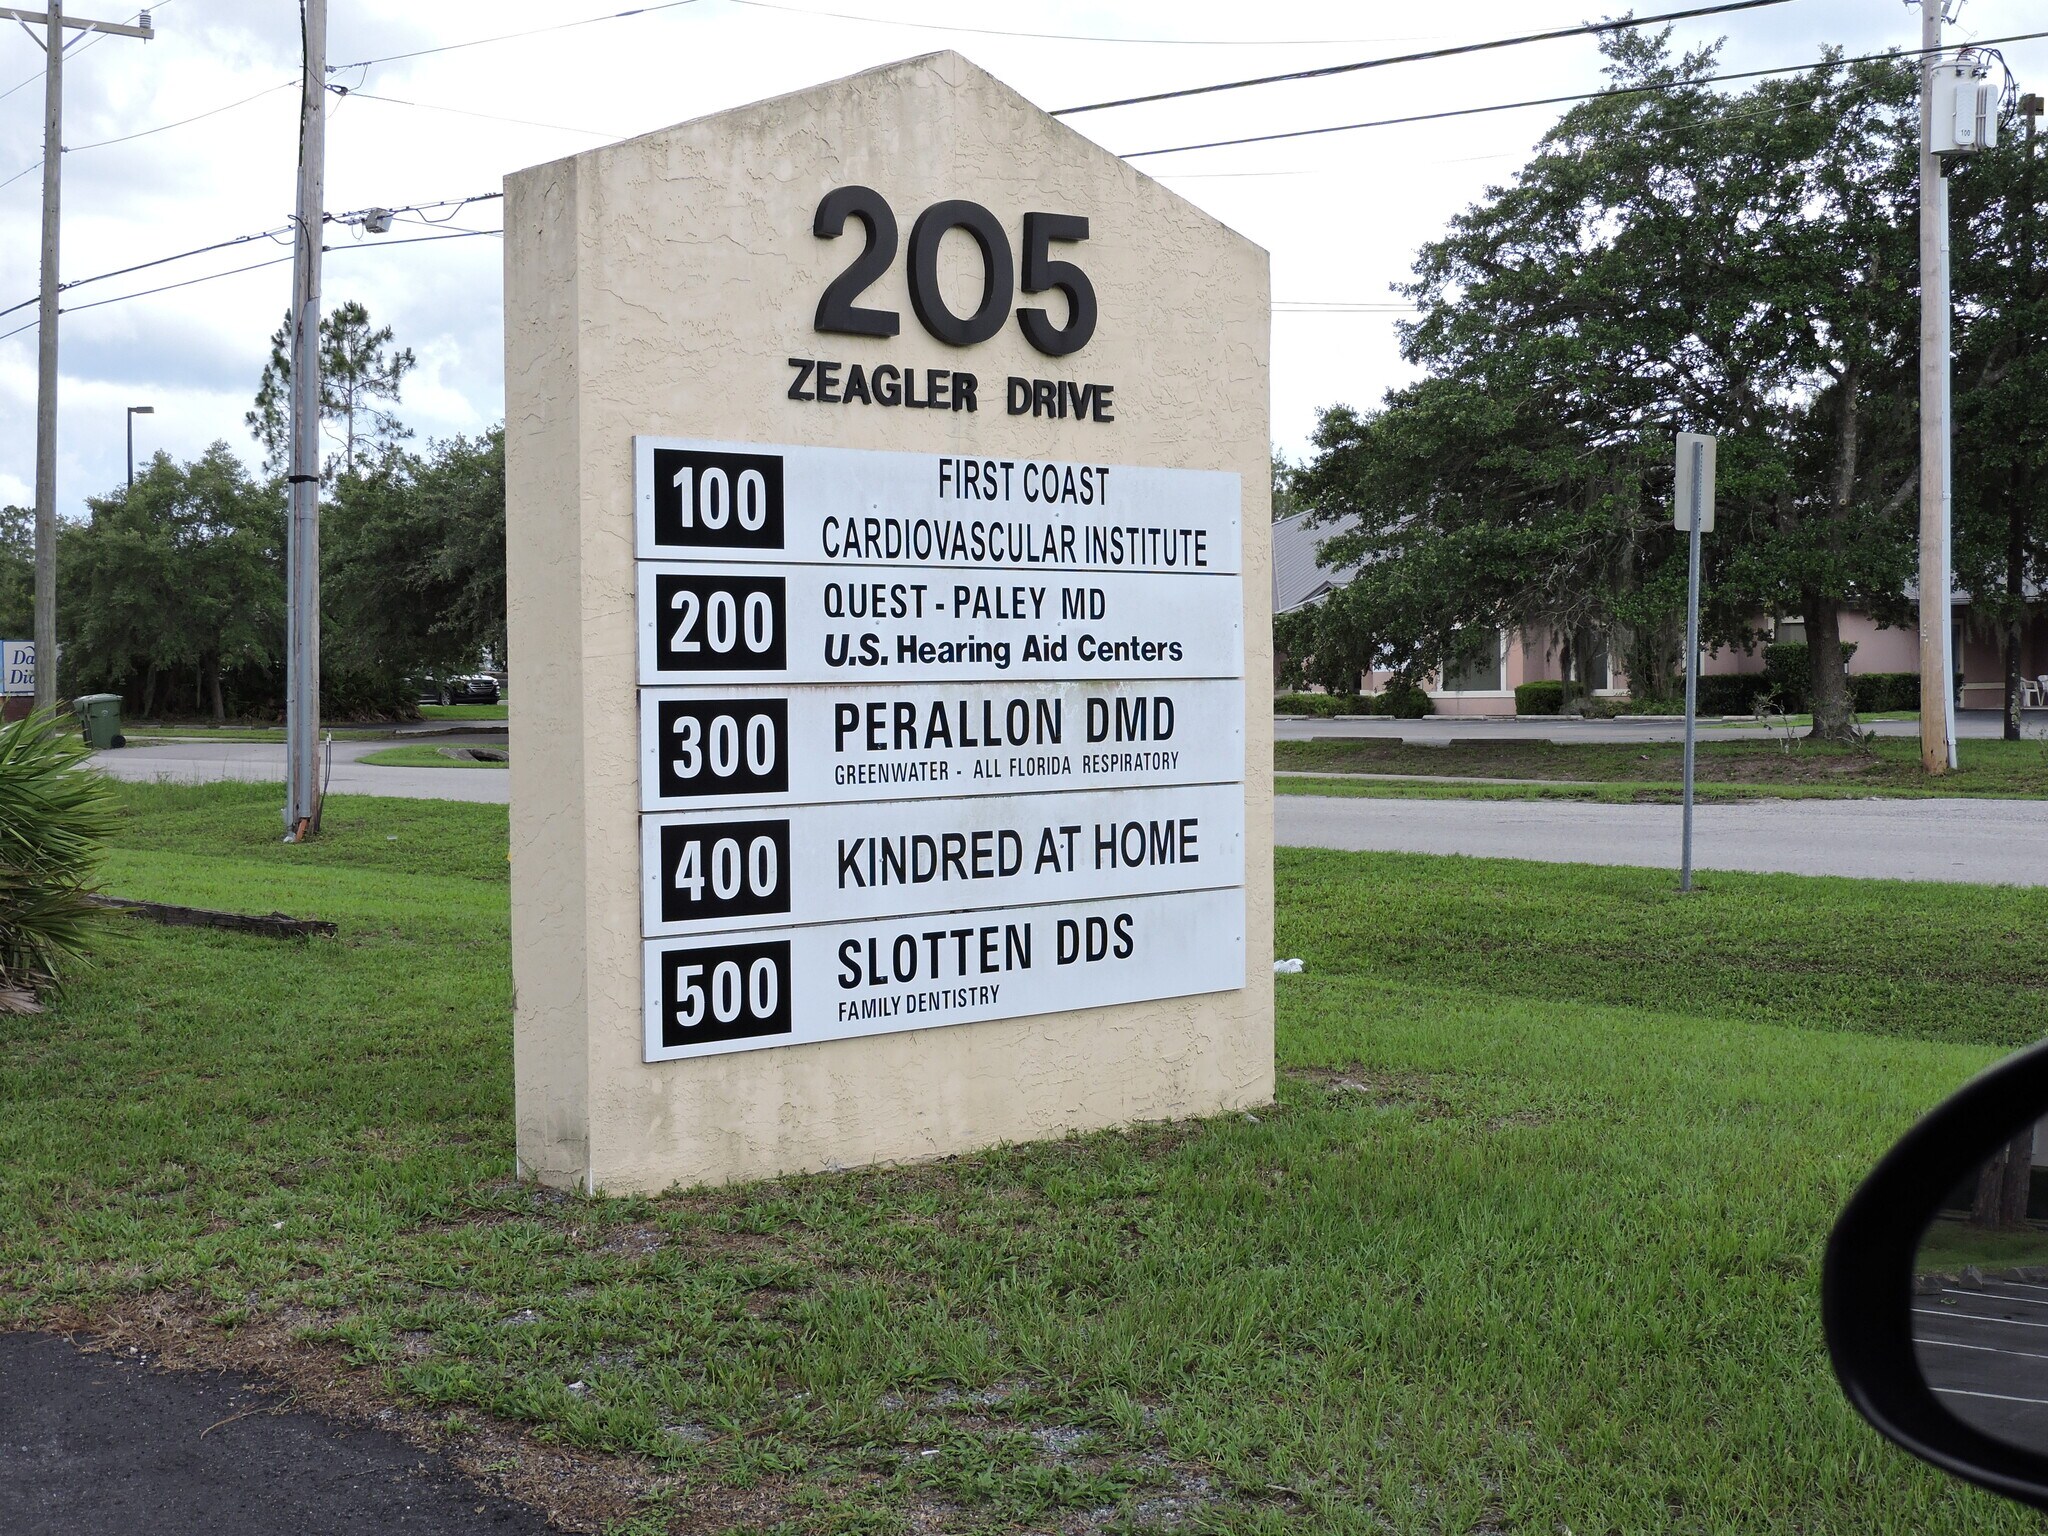 205
ZEAGLER DRIVE
100 FIRST COAST
CARDIOVASCULAR INSTITUTE
200 QUEST - PALEY MD
U.S. Hearing Aid Centers
300 PERALLON DMD
GREENWATER - ALL FLORIDA RESPIRATORY
400 KINDRED AT HOME
500 SLOTTEN DDS
FAMILY DENTISTRY
100